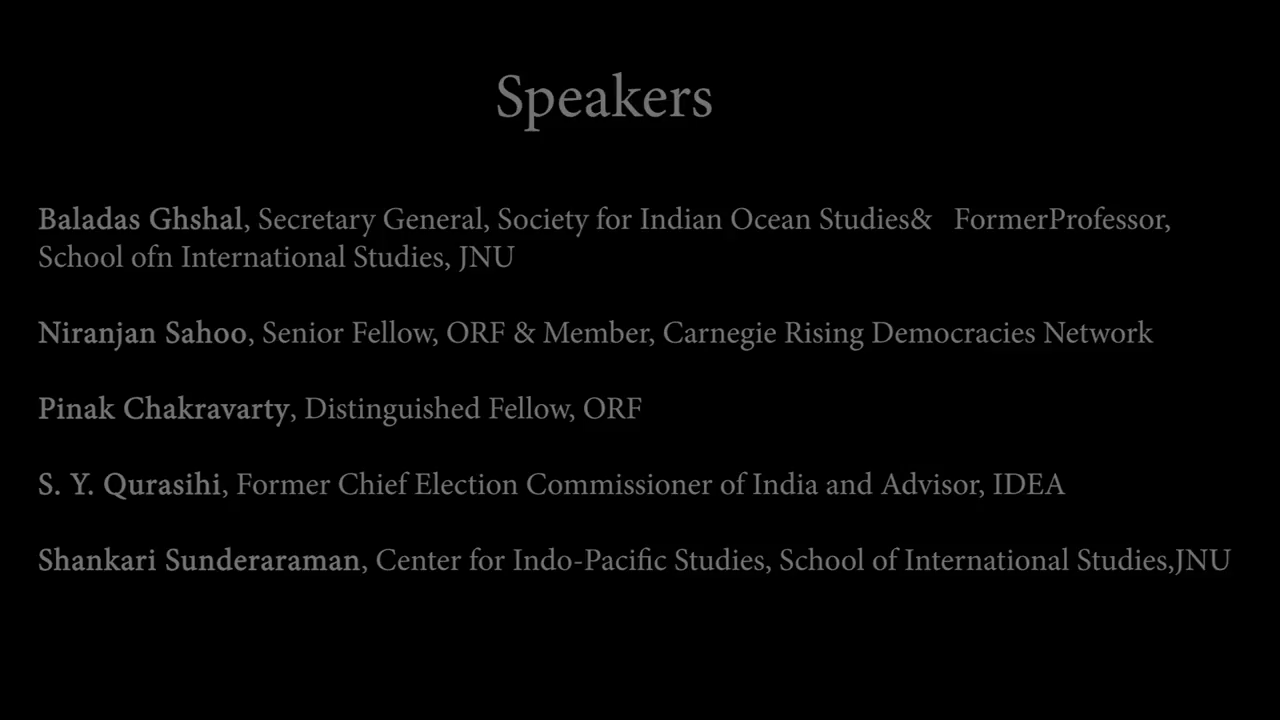 Speakers
Baladas Ghshal, Secretary General, Society for Indian Ocean Studies& FormerProfessor,
School ofn International Studies, JNU
Niranjan Sahoo, Senior Fellow, ORF & Member, Carnegie Rising Democracies Network
Pinak Chakravarty, Distinguished Fellow, ORF
S. Y. Qurasihi, Former Chief Election Commissioner of India and Advisor, IDEA
Shankari Sunderaraman, Center for Indo-Pacific Studies, School of International Studies,JNU